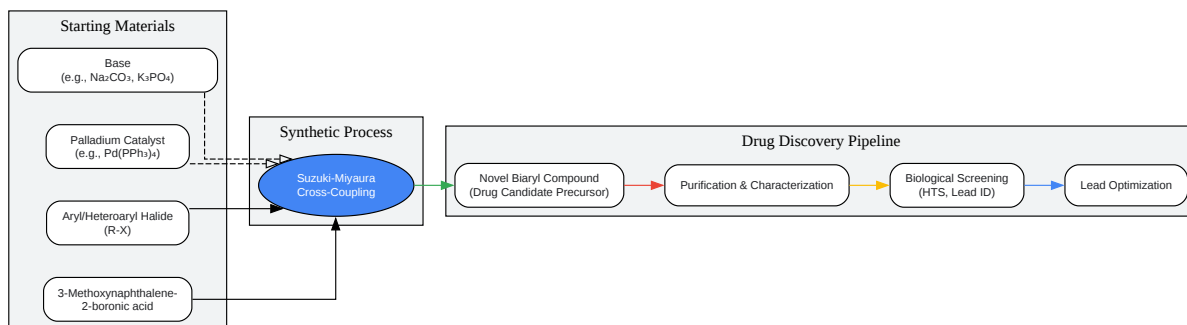 Starting Materials
Base
(e.g., Na₂CO₃, K₃PO₄)
Palladium Catalyst
(e.g., Pd(PPh₃)₄)
Aryl/Heteroaryl Halide
(R-X)
3-Methoxynaphthalene-
2-boronic acid
Synthetic Process
Suzuki-Miyaura
Cross-Coupling
Drug Discovery Pipeline
Novel Biaryl Compound
(Drug Candidate Precursor)
Purification & Characterization
Biological Screening
(HTS, Lead ID)
Lead Optimization